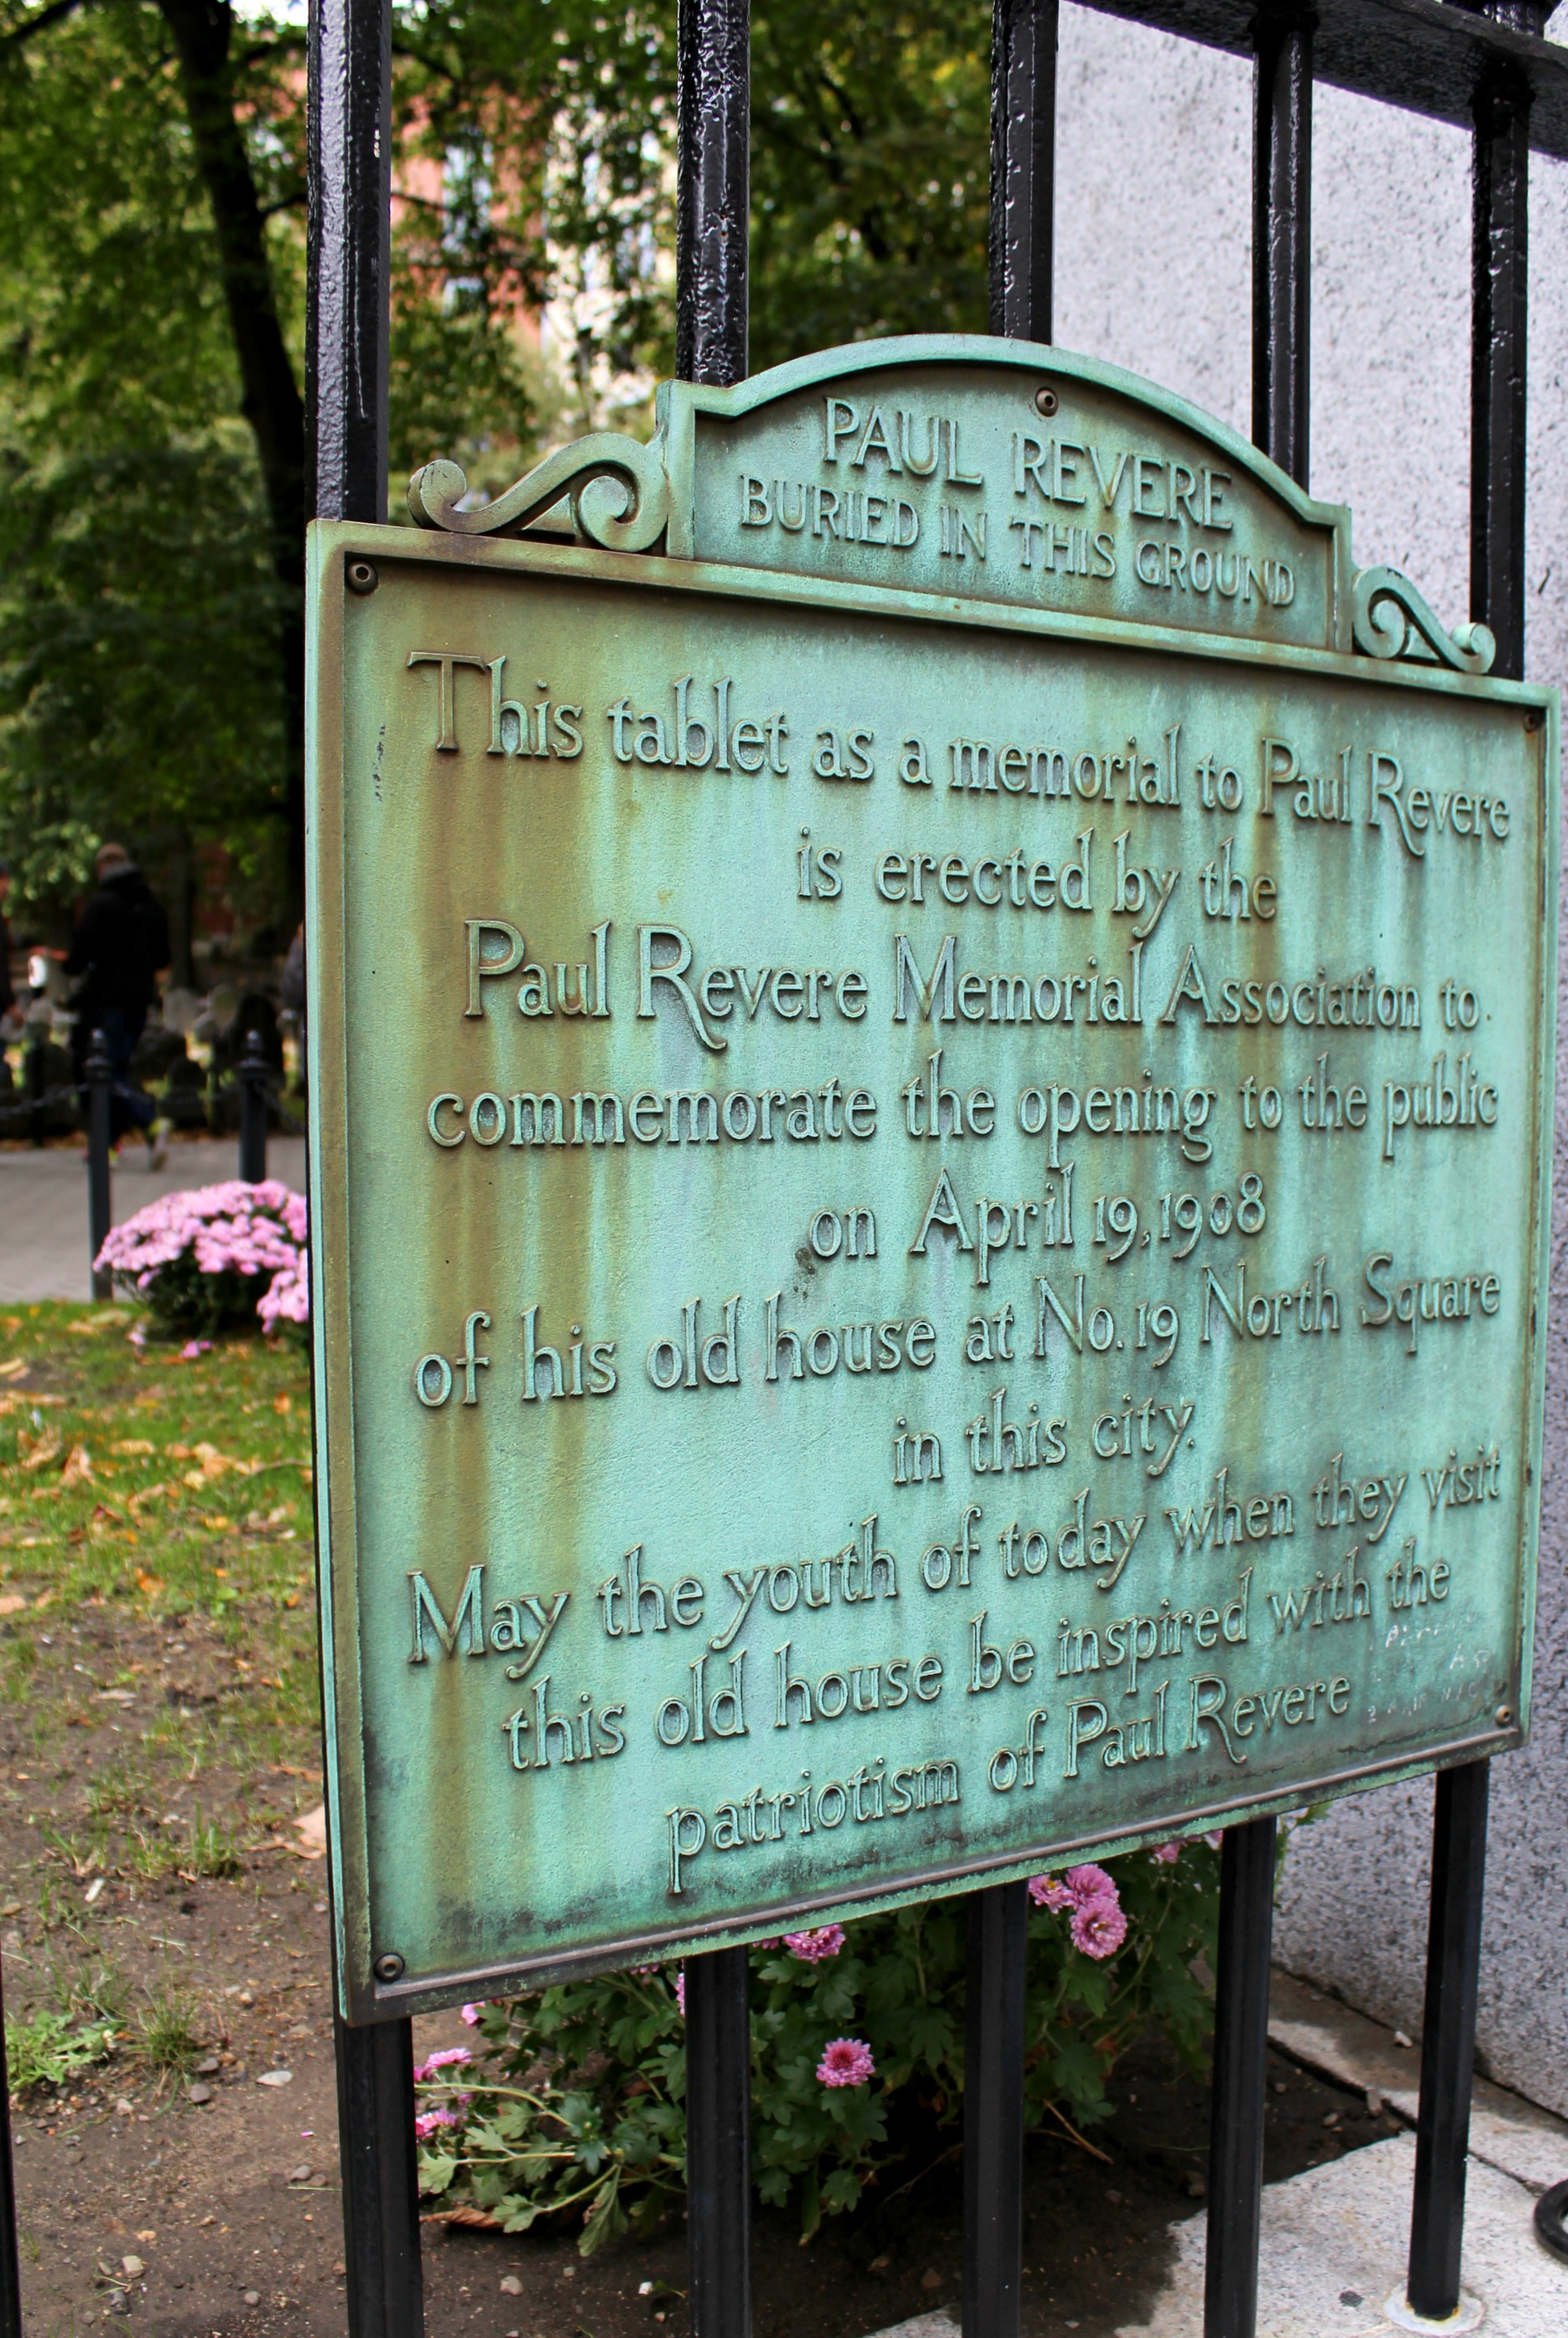 PAUL REVERE
BURIED IN THIS GROUND
This tablet as a memorial to Paul Revere
is erected by the
Paul Revere Memorial Association to
commemorate the opening to the public
on April 19, 1908
of his old house at No. 19 North Square
in this city.
May the youth of today when they visit
this old house be inspired with the
patriotism of Paul Revere